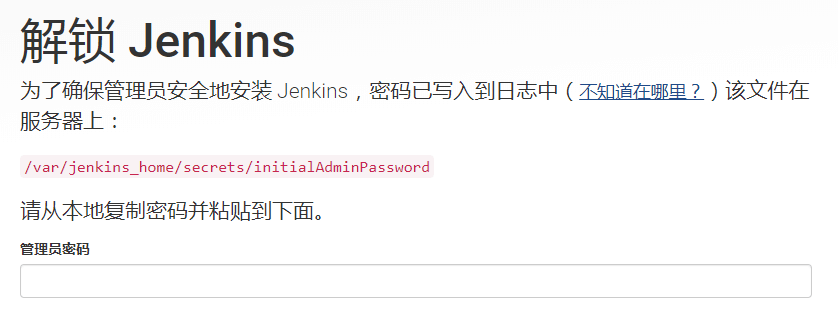 解锁 Jenkins
为了确保管理员安全地安装 Jenkins，密码已写入到日志中（不知道在哪里？）该文件在
服务器上：
/var/jenkins_home/secrets/initialAdminPassword
请从本地复制密码并粘贴到下面。
管理员密码